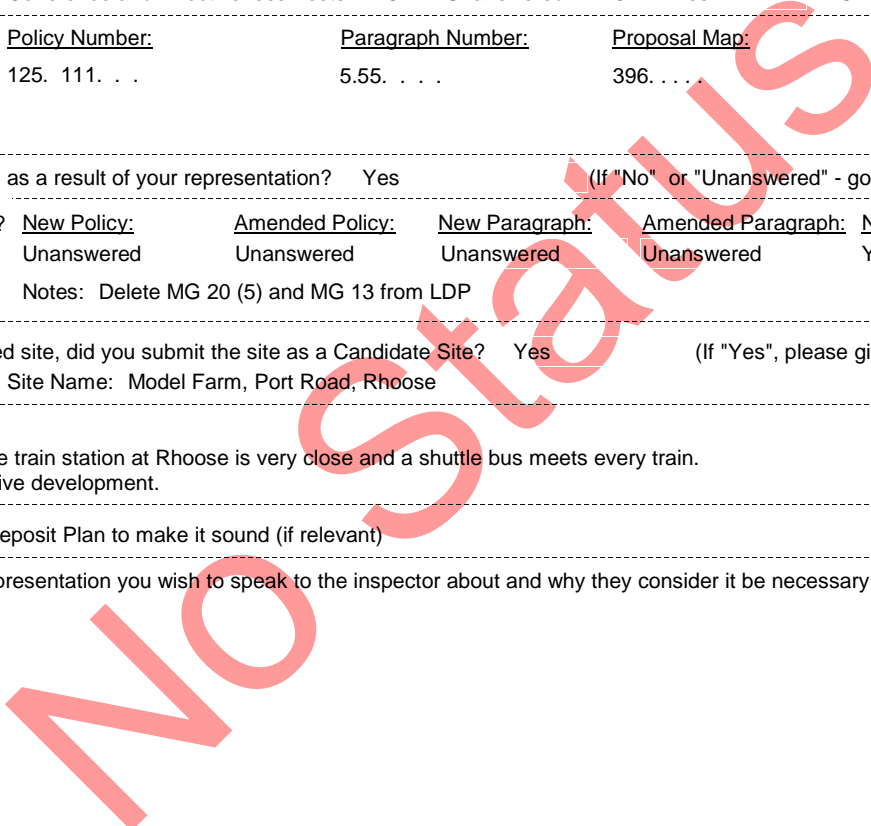 Policy Number: Paragraph Number: Proposal Map:
125. 111. . . 5.55. . . . 396. . . . .
as a result of your representation? Yes (If "No" or "Unanswered" - go
? New Policy: Amended Policy: New Paragraph: Amended Paragraph: N
Unanswered Unanswered Unanswered Unanswered Y
Notes: Delete MG 20 (5) and MG 13 from LDP
ed site, did you submit the site as a Candidate Site? Yes (If "Yes", please gi
Site Name: Model Farm, Port Road, Rhoose
e train station at Rhoose is very close and a shuttle bus meets every train.
ive development.
eposit Plan to make it sound (if relevant)
presentation you wish to speak to the inspector about and why they consider it be necessary
No Status